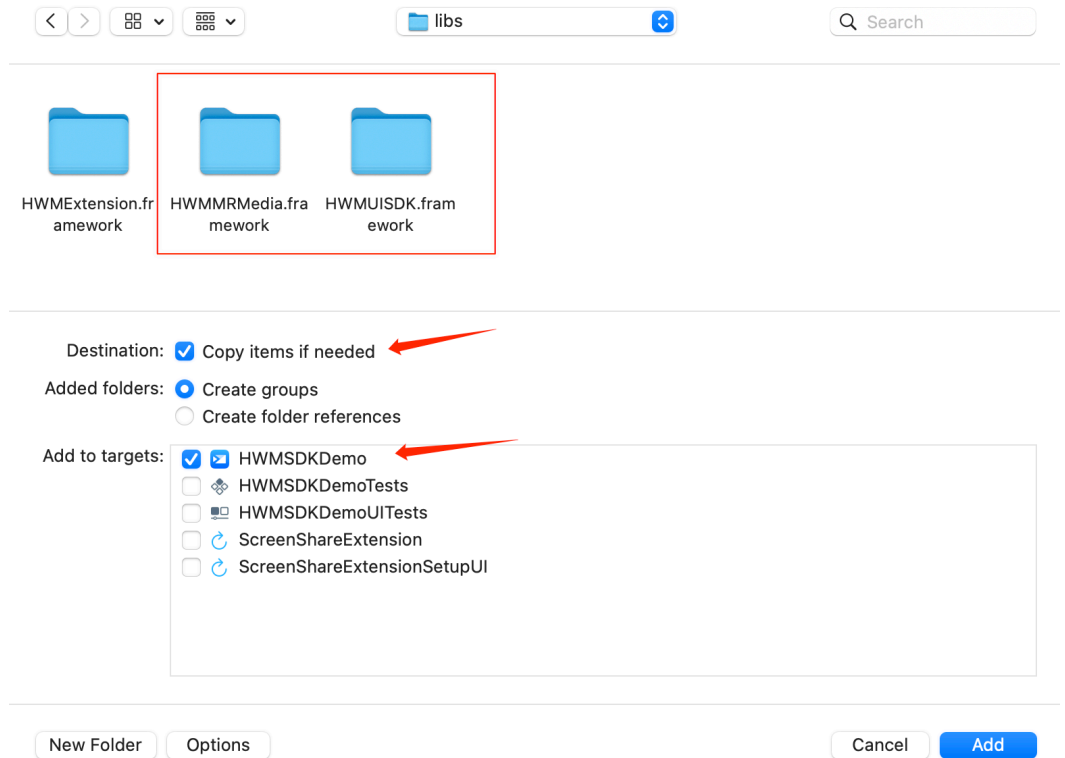 libs
Search
HWMExtension.fr
amework
HWMMRMedia.fra
mework
HWMUISDK.fram
ework
Destination: Copy items if needed
Added folders: Create groups
Create folder references
Add to targets: HWMSDKDemo
HWMSDKDemoTests
HWMSDKDemoUITests
ScreenShareExtension
ScreenShareExtensionSetupUI
New Folder Options Cancel Add